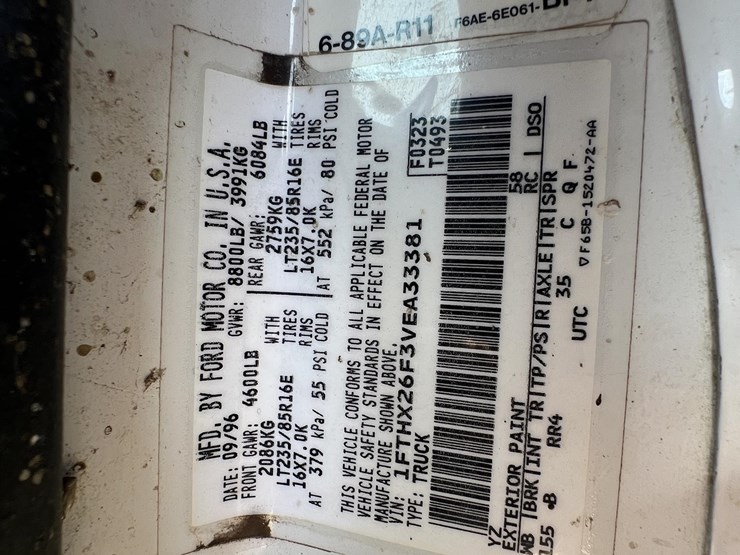 6-89A-R11 F6AE-6E061-
MFD. BY FORD MOTOR CO. IN U.S.A.
DATE: 09/96 GVWR: 8800LB/ 3991KG
FRONT GAWR: 4600LB REAR GAWR: 6084LB
2086KG WITH 2759KG WITH
LT235/85R16E TIRES LT235/85R16E TIRES
16X7.0K RIMS 16X7.0K RIMS
AT 379 kPa/ 55 PSI COLD AT 552 kPa/ 80 PSI COLD
THIS VEHICLE CONFORMS TO ALL APPLICABLE FEDERAL MOTOR
VEHICLE SAFETY STANDARDS IN EFFECT ON THE DATE OF
MANUFACTURE SHOWN ABOVE.
VIN: 1FTHX26F3VEA33381 F0323
TYPE: TRUCK T0493
YZ 58
EXTERIOR PAINT RC DSO
WB BRK INT TR TP/PS R AXLE TR SPR
155 B RR4 35 C Q F
UTC ▽F65B-1520472-AA